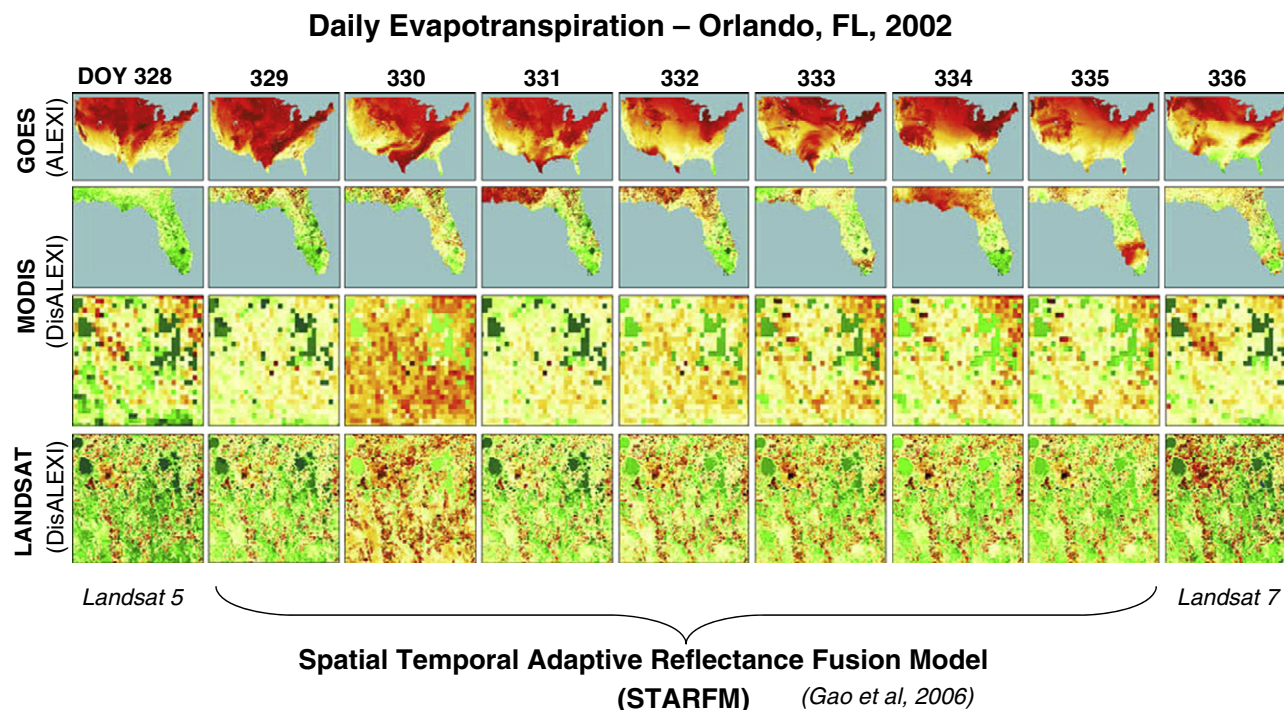 Daily Evapotranspiration – Orlando, FL, 2002
DOY 328 329 330 331 332 333 334 335 336
GOES
(ALEXI)
MODIS
(DisALEXI)
LANDSAT
(DisALEXI)
Landsat 5 Landsat 7
Spatial Temporal Adaptive Reflectance Fusion Model
(STARFM) (Gao et al, 2006)